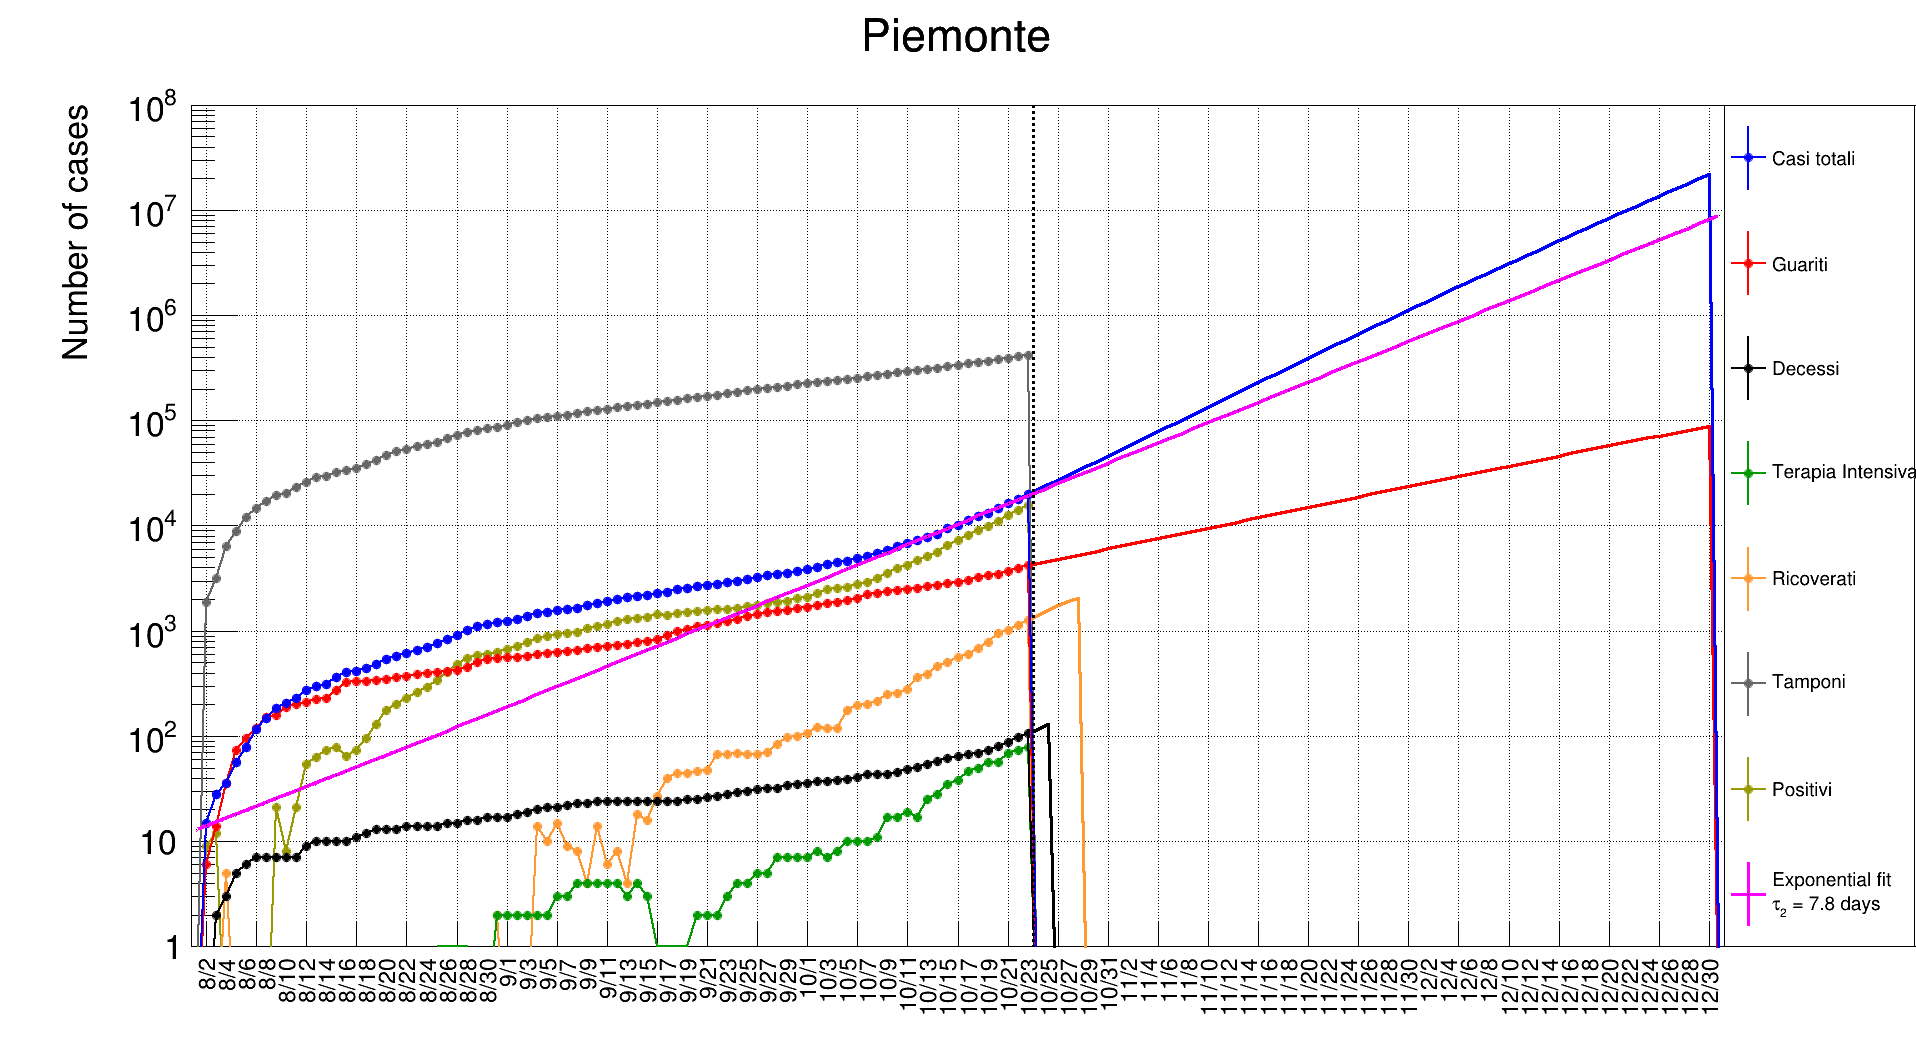 Piemonte
Number of cases
10^8
10^7
10^6
10^5
10^4
10^3
10^2
10
1
8/2 8/4 8/6 8/8 8/10 8/12 8/14 8/16 8/18 8/20 8/22 8/24 8/26 8/28 8/30 9/1 9/3 9/5 9/7 9/9 9/11 9/13 9/15 9/17 9/19 9/21 9/23 9/25 9/27 9/29 10/1 10/3 10/5 10/7 10/9 10/11 10/13 10/15 10/17 10/19 10/21 10/23 10/25 10/27 10/29 10/31 11/2 11/4 11/6 11/8 11/10 11/12 11/14 11/16 11/18 11/20 11/22 11/24 11/26 11/28 11/30 12/2 12/4 12/6 12/8 12/10 12/12 12/14 12/16 12/18 12/20 12/22 12/24 12/26 12/28 12/30
Casi totali
Guariti
Decessi
Terapia Intensiva
Ricoverati
Tamponi
Positivi
Exponential fit
τ₂ = 7.8 days